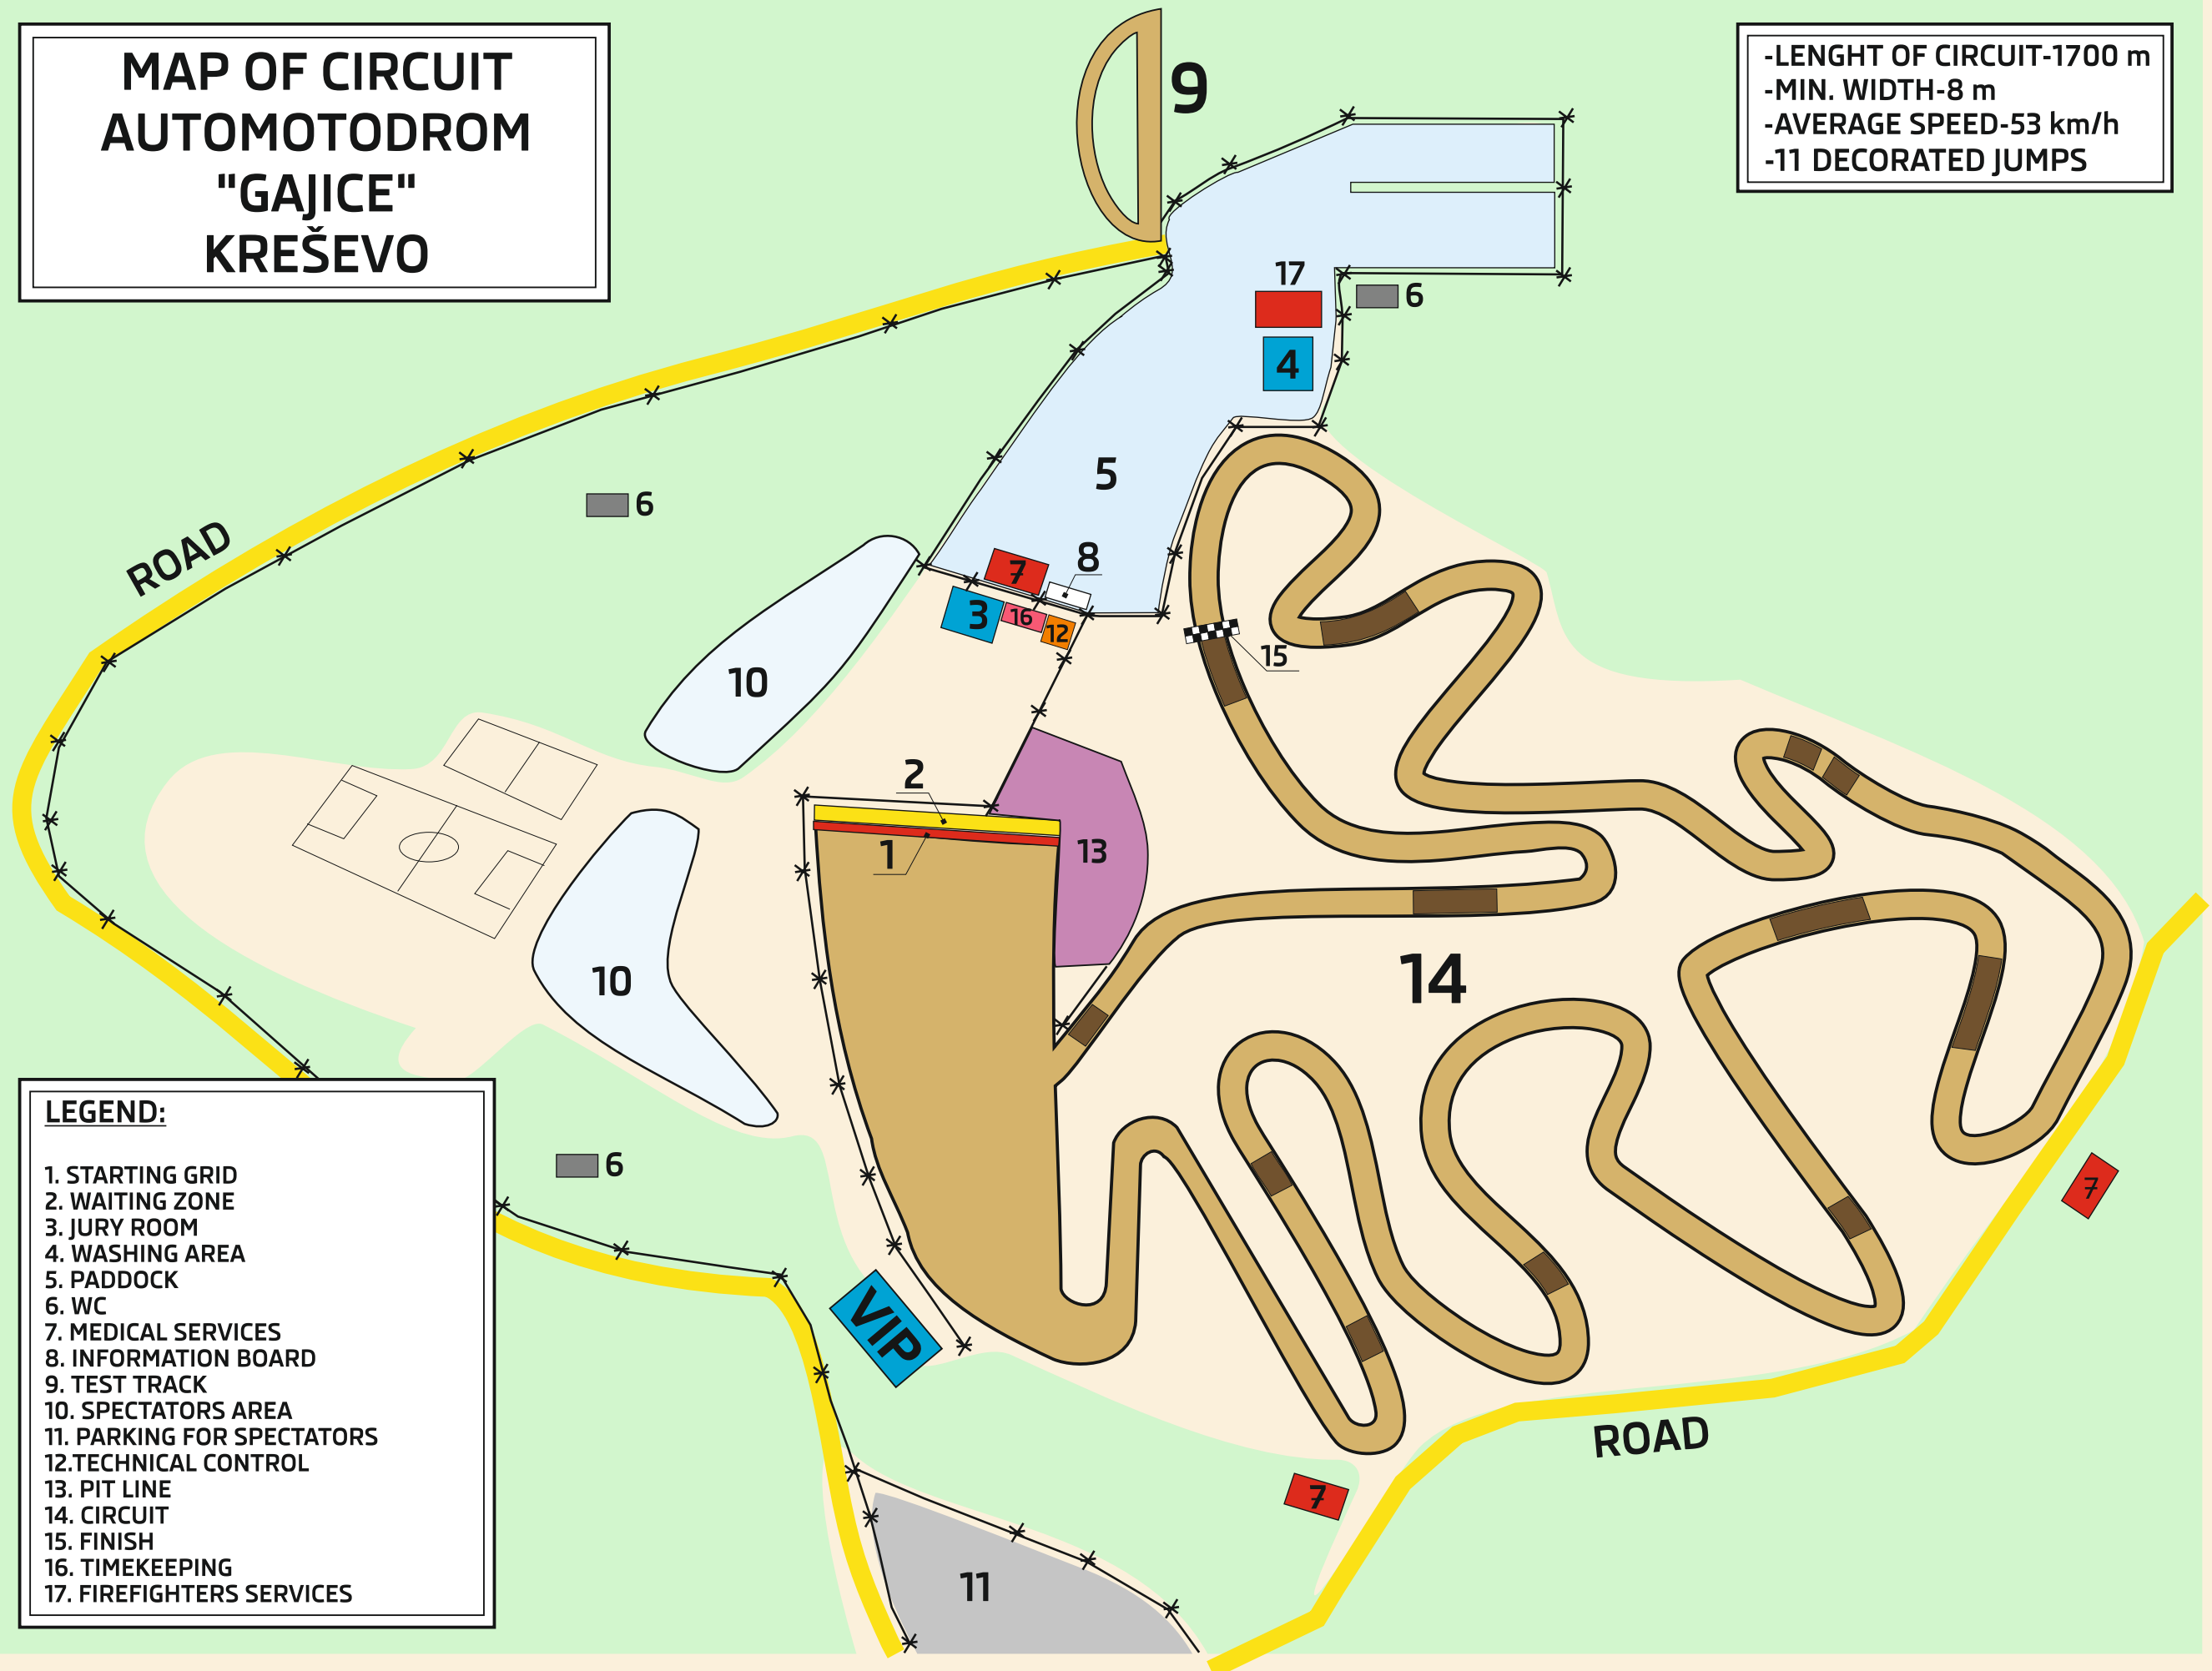 MAP OF CIRCUIT
AUTOMOTODROM
"GAJICE"
KREŠEVO
-LENGHT OF CIRCUIT-1700 m
-MIN. WIDTH-8 m
-AVERAGE SPEED-53 km/h
-11 DECORATED JUMPS
9
17
6
4
5
6
ROAD
7
8
3
16
12
15
10
2
1
13
10
14
6
7
VIP
ROAD
7
11
LEGEND:
1. STARTING GRID
2. WAITING ZONE
3. JURY ROOM
4. WASHING AREA
5. PADDOCK
6. WC
7. MEDICAL SERVICES
8. INFORMATION BOARD
9. TEST TRACK
10. SPECTATORS AREA
11. PARKING FOR SPECTATORS
12.TECHNICAL CONTROL
13. PIT LINE
14. CIRCUIT
15. FINISH
16. TIMEKEEPING
17. FIREFIGHTERS SERVICES